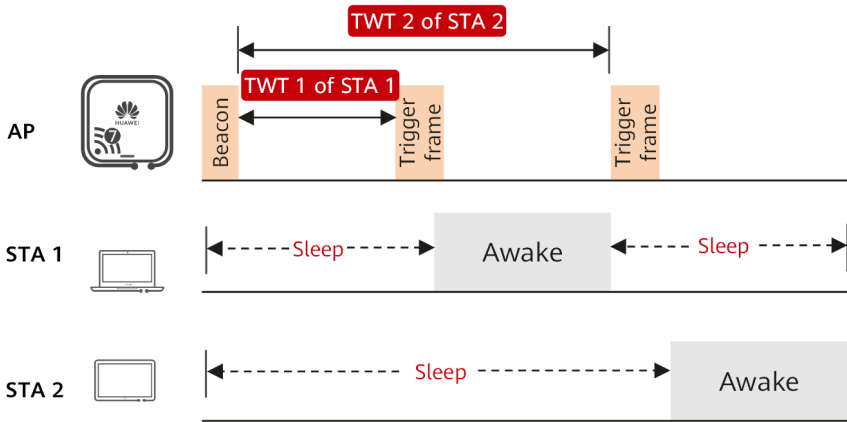 TWT 2 of STA 2
TWT 1 of STA 1
AP
HUAWEI
7
Beacon
Trigger
frame
Trigger
frame
STA 1
Sleep
Awake
Sleep
STA 2
Sleep
Awake